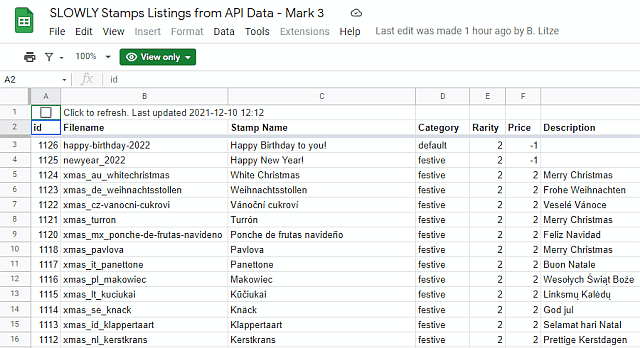 SLOWLY Stamps Listings from API Data - Mark 3
File Edit View Insert Format Data Tools Extensions Help Last edit was made 1 hour ago by B. Litze
100% View only
A2 fx id
A B C D E F
1 Click to refresh. Last updated 2021-12-10 12:12
2 id Filename Stamp Name Category Rarity Price Description
3 1126 happy-birthday-2022 Happy Birthday to you! default 2 -1
4 1125 newyear_2022 Happy New Year! festive 2 -1
5 1124 xmas_au_whitechristmas White Christmas festive 2 2 Merry Christmas
6 1123 xmas_de_weihnachtsstollen Weihnachtsstollen festive 2 2 Frohe Weihnachten
7 1122 xmas_cz-vanocni-cukrovi Vánoční cukroví festive 2 2 Veselé Vánoce
8 1121 xmas_turron Turrón festive 2 2 Merry Christmas
9 1120 xmas_mx_ponche-de-frutas-navideno Ponche de frutas navideño festive 2 2 Feliz Navidad
10 1118 xmas_pavlova Pavlova festive 2 2 Merry Christmas
11 1117 xmas_it_panettone Panettone festive 2 2 Buon Natale
12 1116 xmas_pl_makowiec Makowiec festive 2 2 Wesołych Świąt Boże
13 1115 xmas_lt_kuciukai Kūčiukai festive 2 2 Linksmų Kalėdų
14 1114 xmas_se_knack Knäck festive 2 2 God jul
15 1113 xmas_id_klappertaart Klappertaart festive 2 2 Selamat hari Natal
16 1112 xmas_nl_kerstkrans Kerstkrans festive 2 2 Prettige Kerstdagen